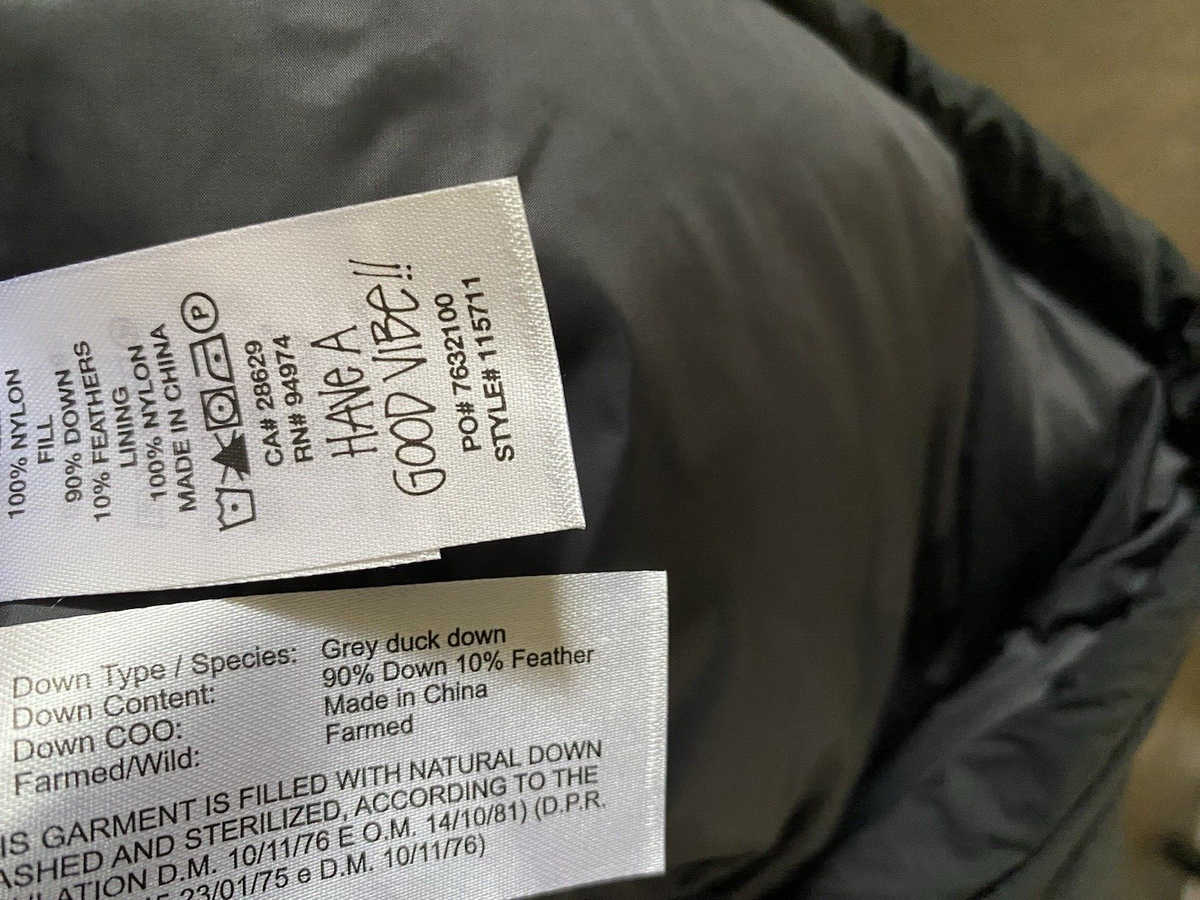 100% NYLON
FILL
90% DOWN
10% FEATHERS
LINING
100% NYLON
MADE IN CHINA
P
CA# 28629
RN# 94974
HAVE A
GOOD VIBE!!
PO# 7632100
STYLE# 115711
Down Type / Species: Grey duck down
Down Content: 90% Down 10% Feather
Down COO: Made in China
Farmed/Wild: Farmed
IS GARMENT IS FILLED WITH NATURAL DOWN
ASHED AND STERILIZED, ACCORDING TO THE
LATION D.M. 10/11/76 E O.M. 14/10/81) (D.P.R.
23/01/75 e D.M. 10/11/76)